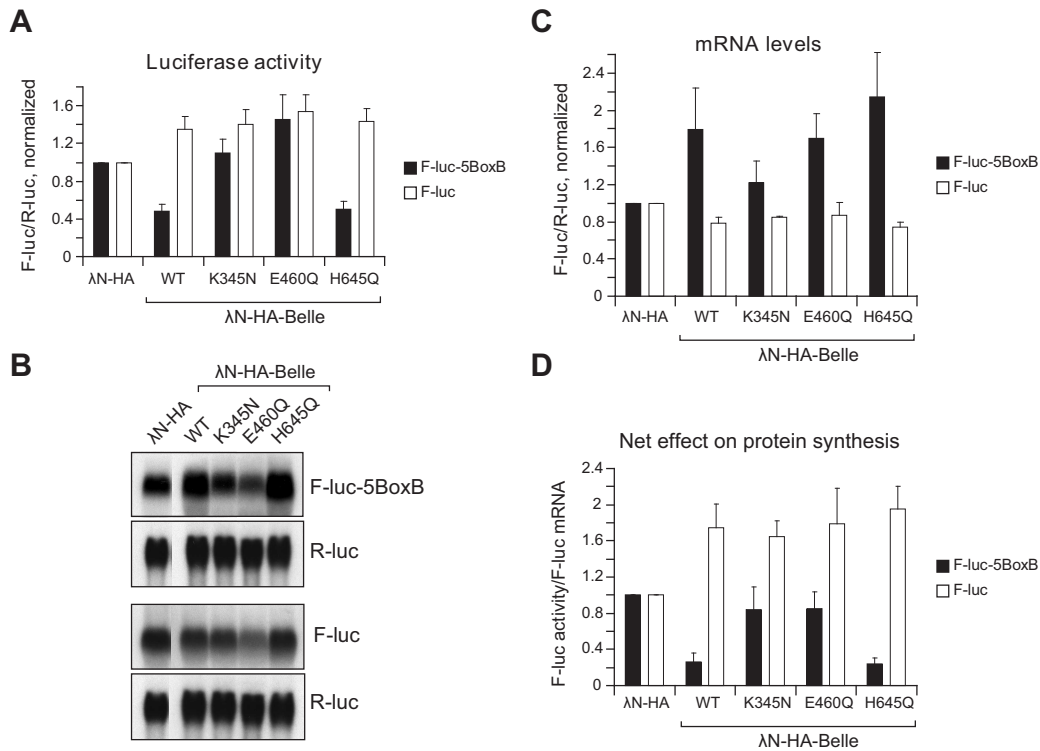 A
Luciferase activity
F-luc/R-luc, normalized
1.6
1.2
0.8
0.4
0
λN-HA
WT
K345N
E460Q
H645Q
λN-HA-Belle
F-luc-5BoxB
F-luc
B
λN-HA-Belle
λN-HA
WT
K345N
E460Q
H645Q
F-luc-5BoxB
R-luc
F-luc
R-luc
C
mRNA levels
F-luc/R-luc, normalized
2.4
2
1.6
1.2
0.8
0.4
0
λN-HA
WT
K345N
E460Q
H645Q
λN-HA-Belle
F-luc-5BoxB
F-luc
D
Net effect on protein synthesis
F-luc activity/F-luc mRNA
2.4
2
1.6
1.2
0.8
0.4
0
λN-HA
WT
K345N
E460Q
H645Q
λN-HA-Belle
F-luc-5BoxB
F-luc